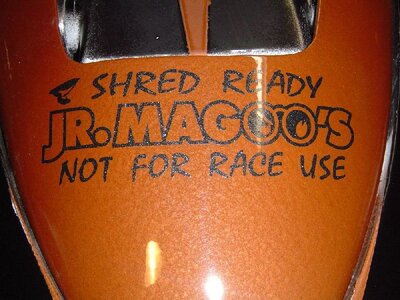 SHRED READY
JR. MAGOO'S
NOT FOR RACE USE